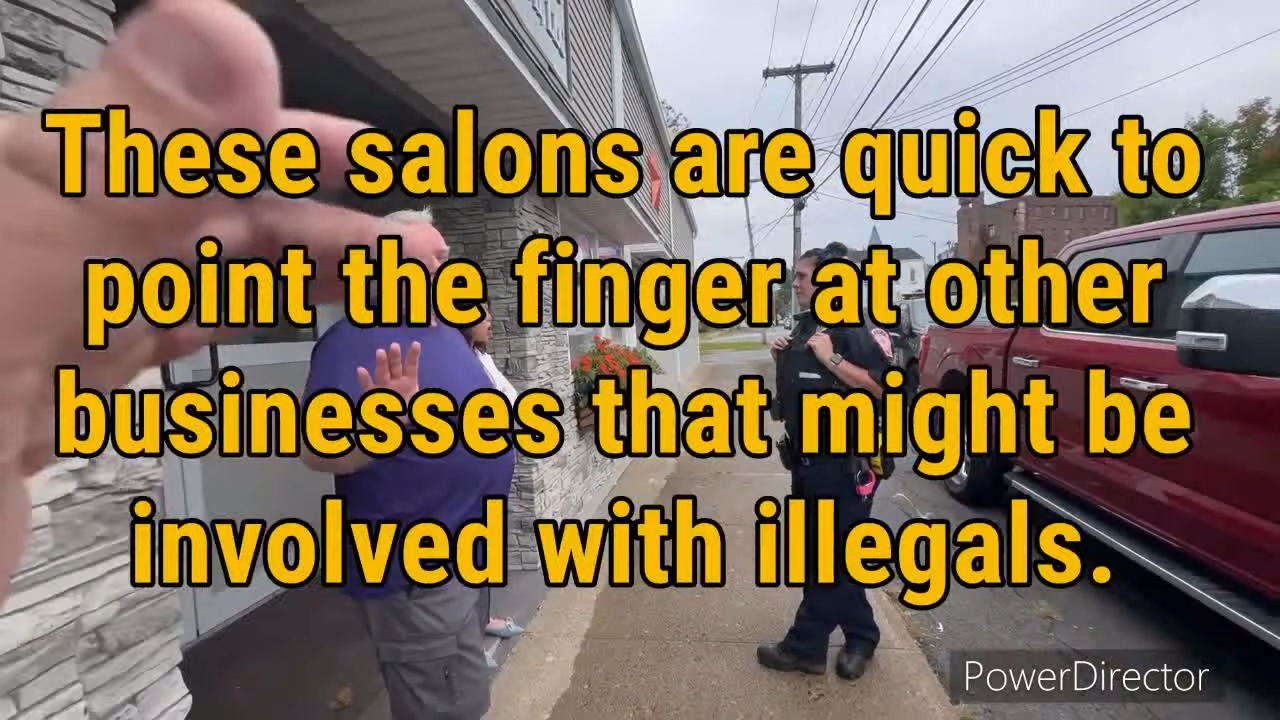 These salons are quick to
point the finger at other
businesses that might be
involved with illegals.
PowerDirector